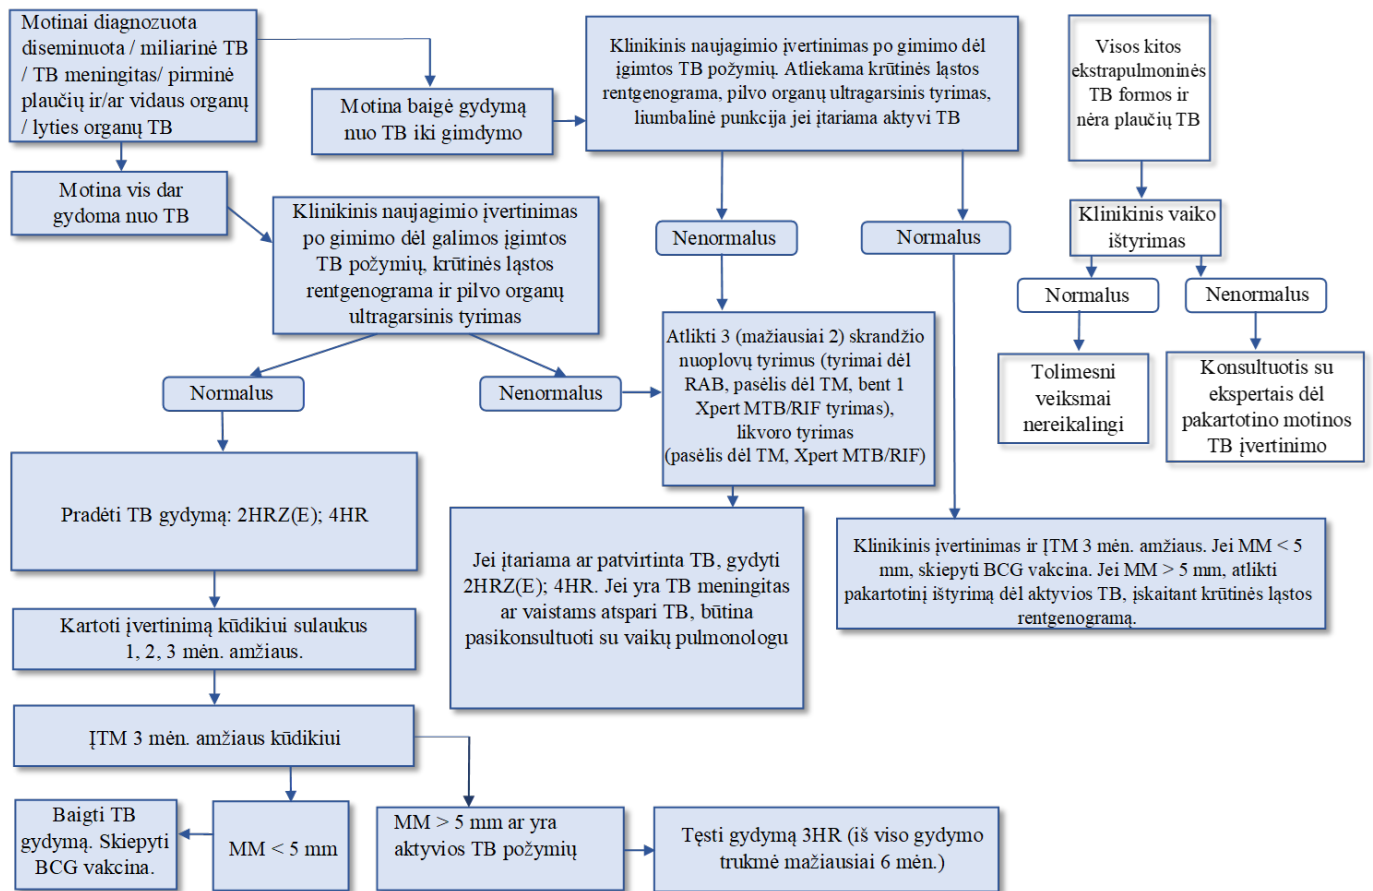 Motinai diagnozuota
diseminuota / miliarinė TB
/ TB meningitas/ pirminė
plaučių ir/ar vidaus organų
/ lyties organų TB
Motina baigė gydymą
nuo TB iki gimdymo
Klinikinis naujagimio įvertinimas po gimimo dėl
įgimtos TB požymių. Atliekama krūtinės ląstos
rentgenograma, pilvo organų ultragarsinis tyrimas,
liumbalinė punkcija jei įtariama aktyvi TB
Visos kitos
ekstrapulmoninės
TB formos ir
nėra plaučių TB
Motina vis dar
gydoma nuo TB
Klinikinis naujagimio įvertinimas
po gimimo dėl galimos įgimtos
TB požymių, krūtinės ląstos
rentgenograma ir pilvo organų
ultragarsinis tyrimas
Nenormalus
Normalus
Klinikinis vaiko
ištyrimas
Normalus
Nenormalus
Tolimesni
veiksmai
nereikalingi
Konsultuotis su
ekspertais dėl
pakartotino motinos
TB įvertinimo
Normalus
Nenormalus
Atlikti 3 (mažiausiai 2) skrandžio
nuoplovų tyrimus (tyrimai dėl
RAB, pasėlis dėl TM, bent 1
Xpert MTB/RIF tyrimas),
likvoro tyrimas
(pasėlis dėl TM, Xpert MTB/RIF)
Pradėti TB gydymą: 2HRZ(E); 4HR
Jei įtariama ar patvirtinta TB, gydyti
2HRZ(E); 4HR. Jei yra TB meningitas
ar vaistams atspari TB, būtina
pasikonsultuoti su vaikų pulmonologu
Klinikinis įvertinimas ir ĮTM 3 mėn. amžiaus. Jei MM < 5
mm, skiepyti BCG vakcina. Jei MM > 5 mm, atlikti
pakartotinį ištyrimą dėl aktyvios TB, įskaitant krūtinės ląstos
rentgenogramą.
Kartoti įvertinimą kūdikiui sulaukus
1, 2, 3 mėn. amžiaus.
ĮTM 3 mėn. amžiaus kūdikiui
Baigti TB
gydymą. Skiepyti
BCG vakcina.
MM < 5 mm
MM > 5 mm ar yra
aktyvios TB požymių
Tęsti gydymą 3HR (iš viso gydymo
trukmė mažiausiai 6 mėn.)